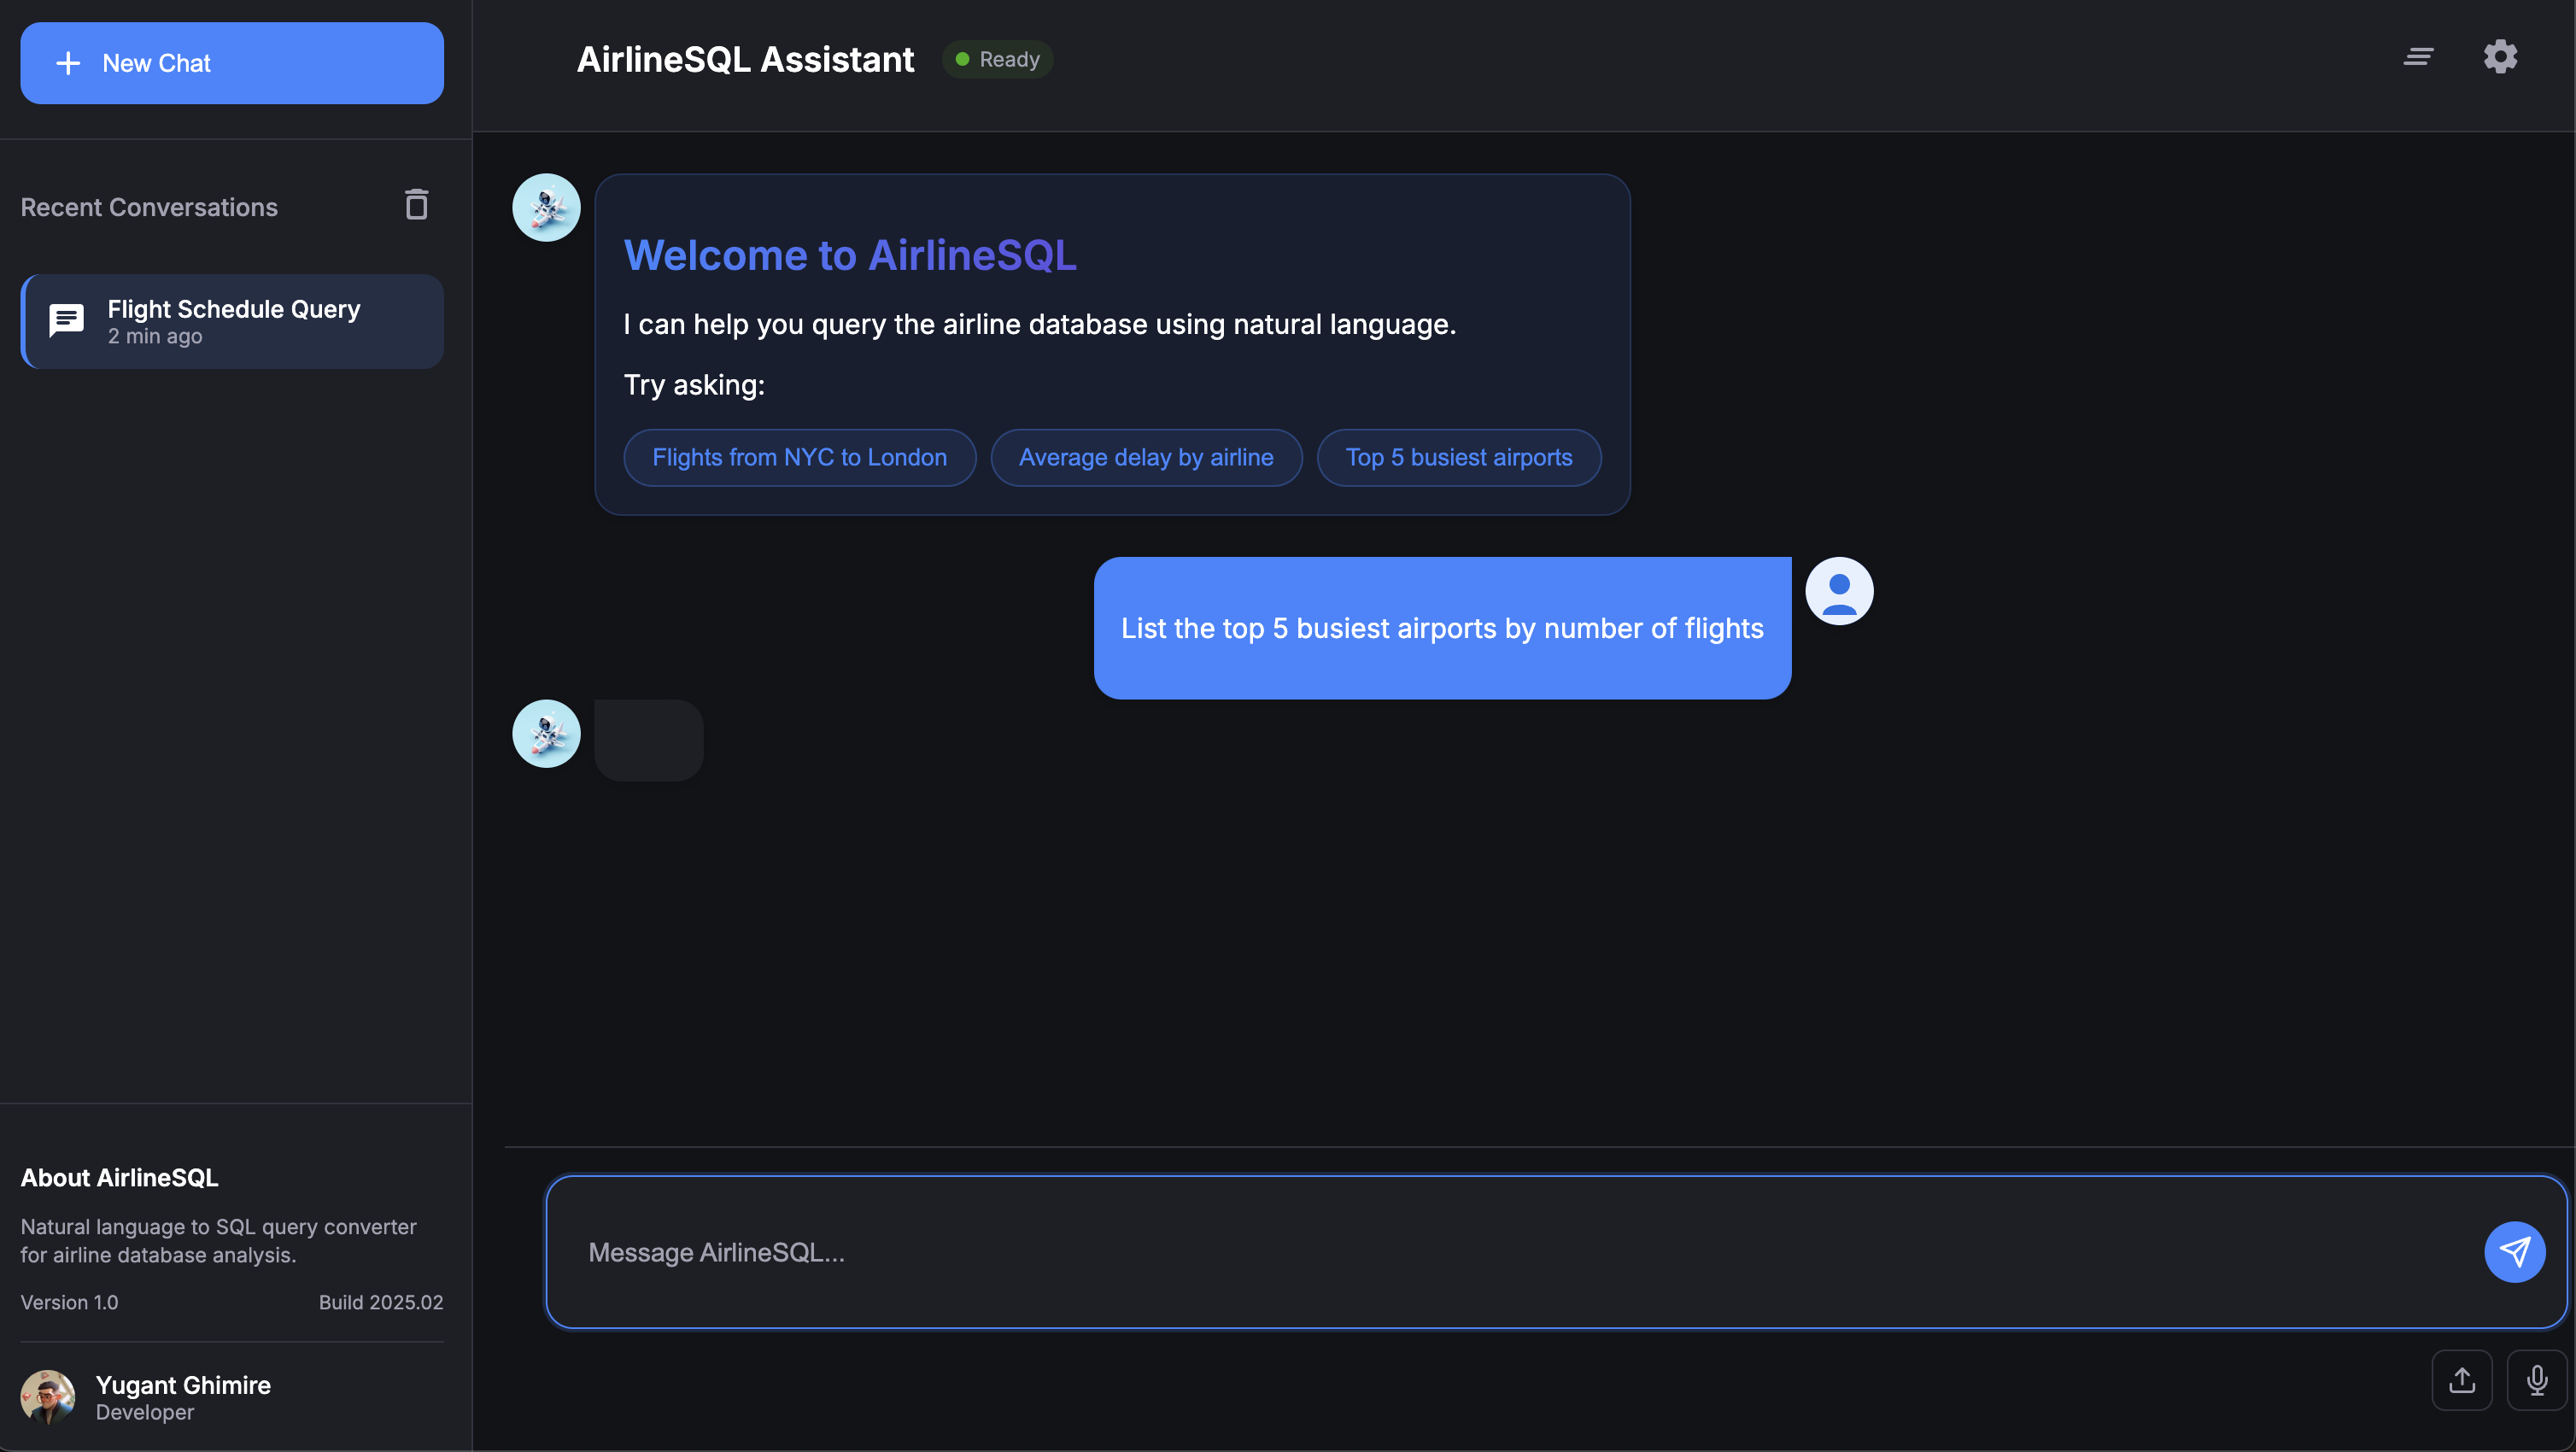 New Chat
Recent Conversations
Flight Schedule Query
2 min ago
About AirlineSQL
Natural language to SQL query converter
for airline database analysis.
Version 1.0 Build 2025.02
Yugant Ghimire
Developer
AirlineSQL Assistant Ready
Welcome to AirlineSQL
I can help you query the airline database using natural language.
Try asking:
Flights from NYC to London Average delay by airline Top 5 busiest airports
List the top 5 busiest airports by number of flights
Message AirlineSQL...